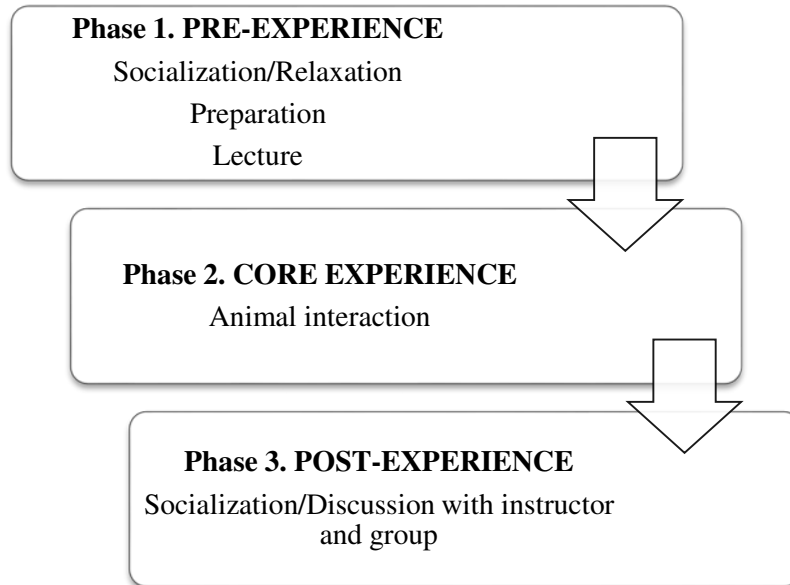 Phase 1. PRE-EXPERIENCE
Socialization/Relaxation
Preparation
Lecture
Phase 2. CORE EXPERIENCE
Animal interaction
Phase 3. POST-EXPERIENCE
Socialization/Discussion with instructor
and group